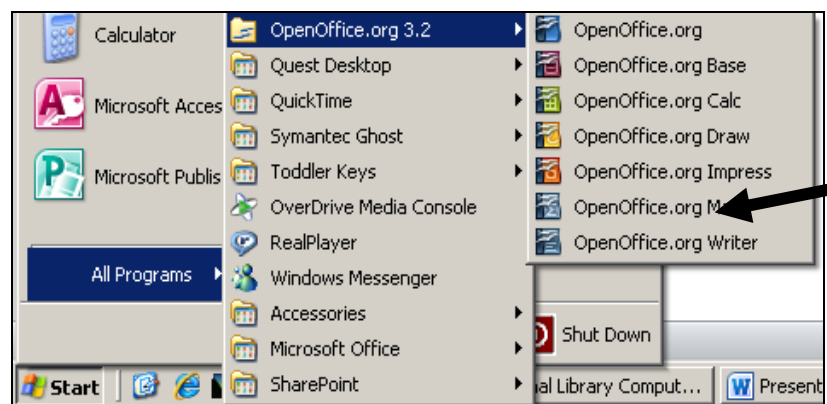 Calculator
Microsoft Acces
Microsoft Publis
All Programs
OpenOffice.org 3.2
Quest Desktop
QuickTime
Symantec Ghost
Toddler Keys
OverDrive Media Console
RealPlayer
Windows Messenger
Accessories
Microsoft Office
SharePoint
OpenOffice.org
OpenOffice.org Base
OpenOffice.org Calc
OpenOffice.org Draw
OpenOffice.org Impress
OpenOffice.org
OpenOffice.org Writer
Shut Down
Start
nal Library Comput...
Present